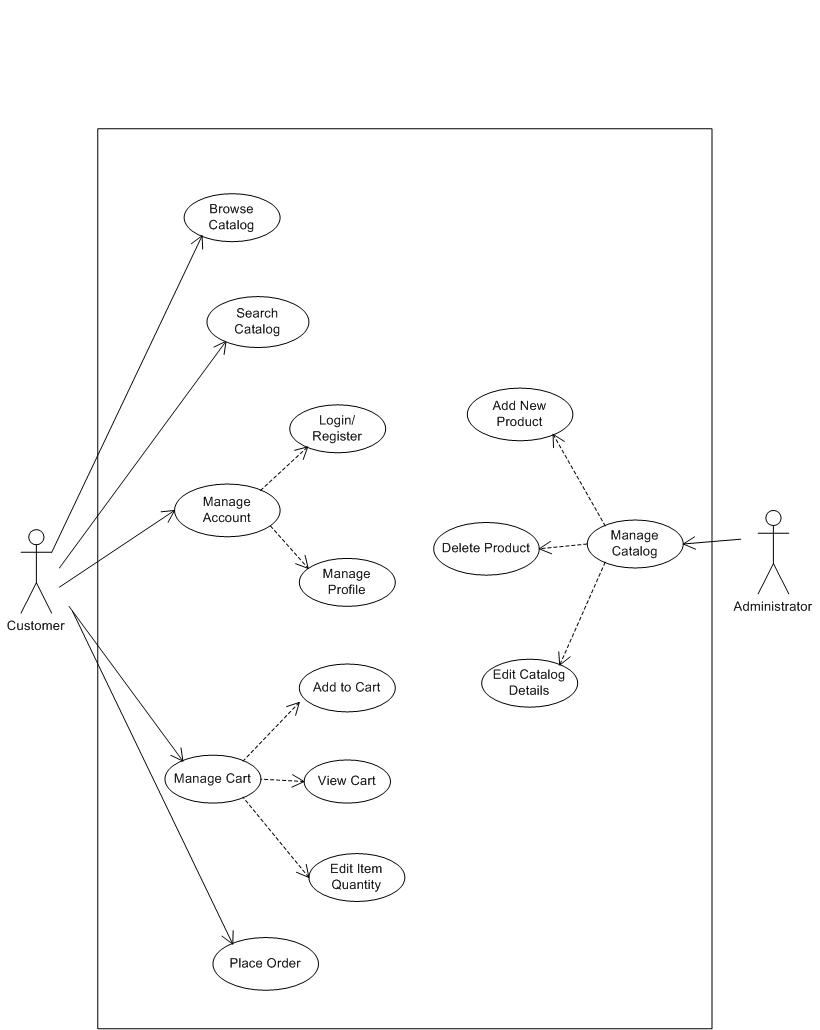 Browse
Catalog
Search
Catalog
Login/
Register
Manage
Account
Manage
Profile
Customer
Add to Cart
Manage Cart
View Cart
Edit Item
Quantity
Place Order
Add New
Product
Delete Product
Manage
Catalog
Edit Catalog
Details
Administrator